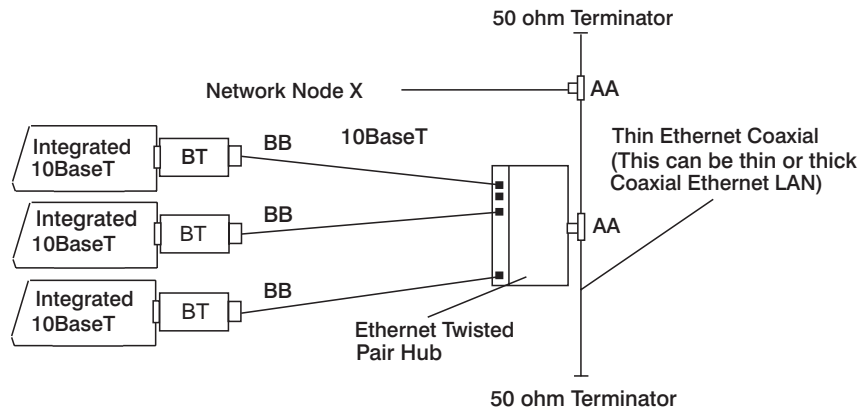 50 ohm Terminator
Network Node X
AA
BB
10BaseT
Thin Ethernet Coaxial
(This can be thin or thick
Coaxial Ethernet LAN)
Integrated
10BaseT
BT
BB
AA
Integrated
10BaseT
BT
BB
Integrated
10BaseT
BT
Ethernet Twisted
Pair Hub
50 ohm Terminator